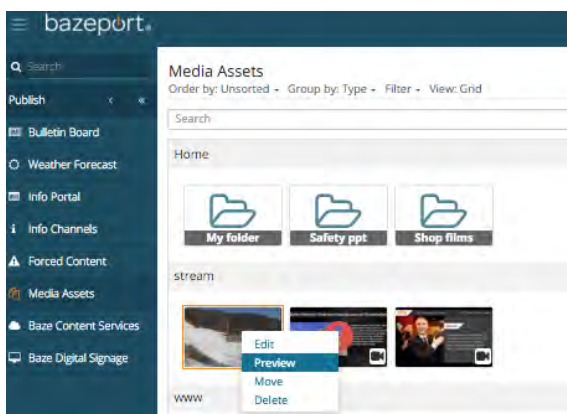 bazeport.
Search
Publish
Bulletin Board
Weather Forecast
Info Portal
Info Channels
Forced Content
Media Assets
Baze Content Services
Baze Digital Signage
Media Assets
Order by: Unsorted Group by: Type Filter View: Grid
Search
Home
My folder Safety ppt Shop films
stream
Edit
Preview
Move
Delete
www